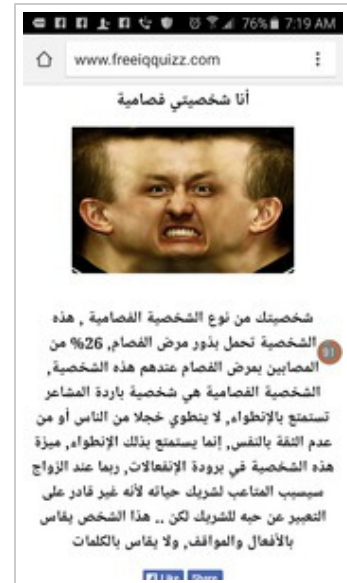 76% 7:19 AM
www.freeiqquizz.com
أنا شخصيتي فصامية
شخصيتك من نوع الشخصية الفصامية , هذه
الشخصية تحمل بذور مرض الفصام, 26% من
91
المصابين بمرض الفصام عندهم هذه الشخصية,
الشخصية الفصامية هي شخصية باردة المشاعر
تستمتع بالإنطواء, لا ينطوي خجلا من الناس أو من
عدم الثقة بالنفس, إنما يستمتع بذلك الإنطواء, ميزة
هذه الشخصية في برودة الإنفعالات, ربما عند الزواج
سيسبب المتاعب لشريك حياته لأنه غير قادر على
التعبير عن حبه للشريك لكن .. هذا الشخص يقاس
بالأفعال والمواقف, ولا يقاس بالكلمات
Like Share